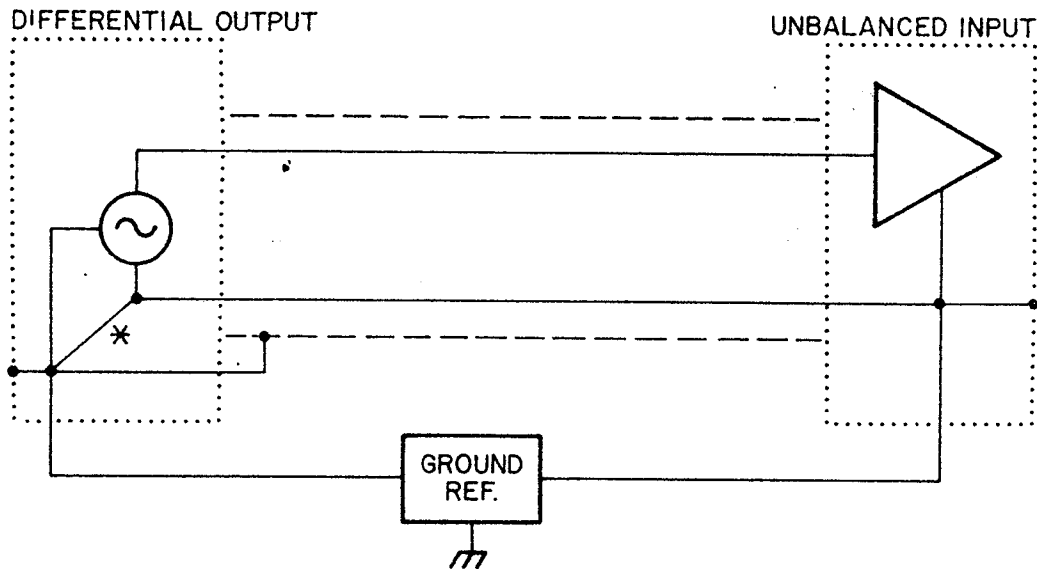 DIFFERENTIAL OUTPUT
UNBALANCED INPUT
*
GROUND
REF.